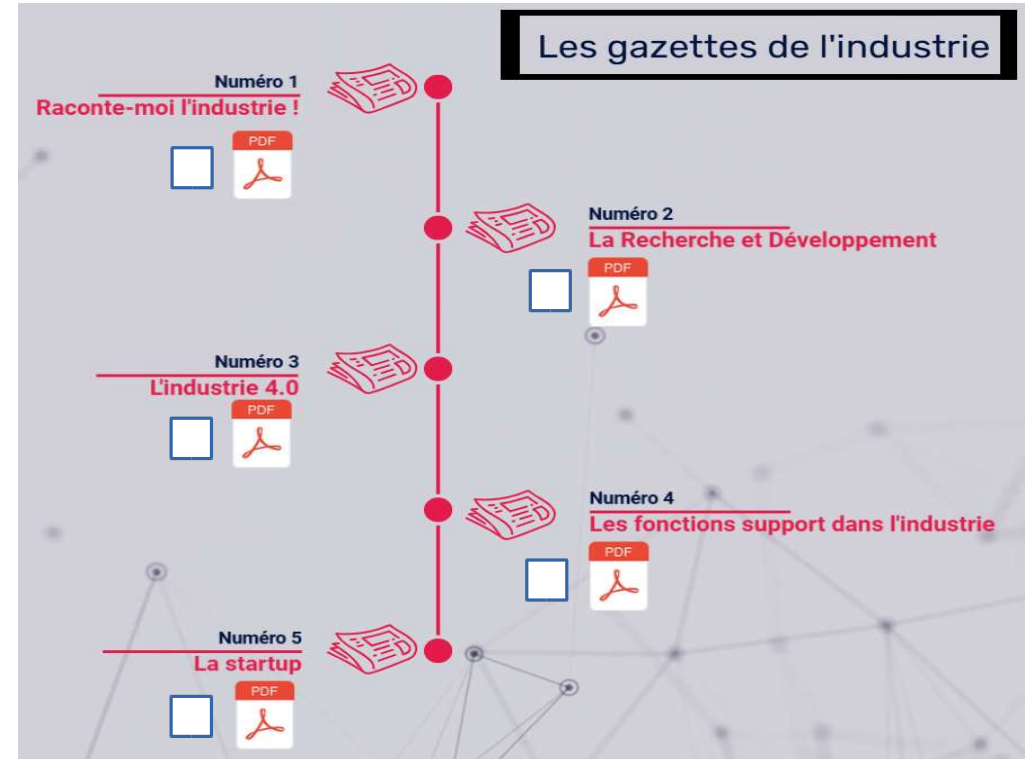 Les gazettes de l'industrie
Numéro 1
Raconte-moi l'industrie !
PDF
Numéro 2
La Recherche et Développement
PDF
Numéro 3
L'industrie 4.0
PDF
Numéro 4
Les fonctions support dans l'industrie
PDF
Numéro 5
La startup
PDF